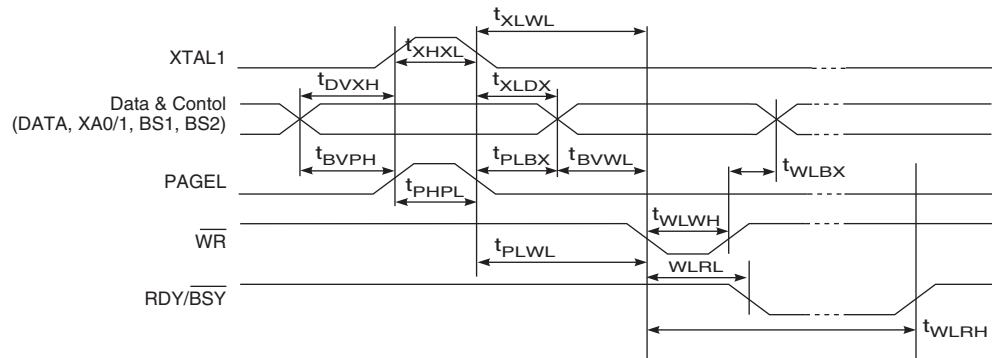 tXLWL
XTAL1
tXHXL
tDVXH
tXLDX
Data & Contol
(DATA, XA0/1, BS1, BS2)
tBVPH
tPLBX
tBVWL
tWLBX
PAGEL
tPHPL
tWLWH
WR
tPLWL
WLRL
RDY/BSY
tWLRH